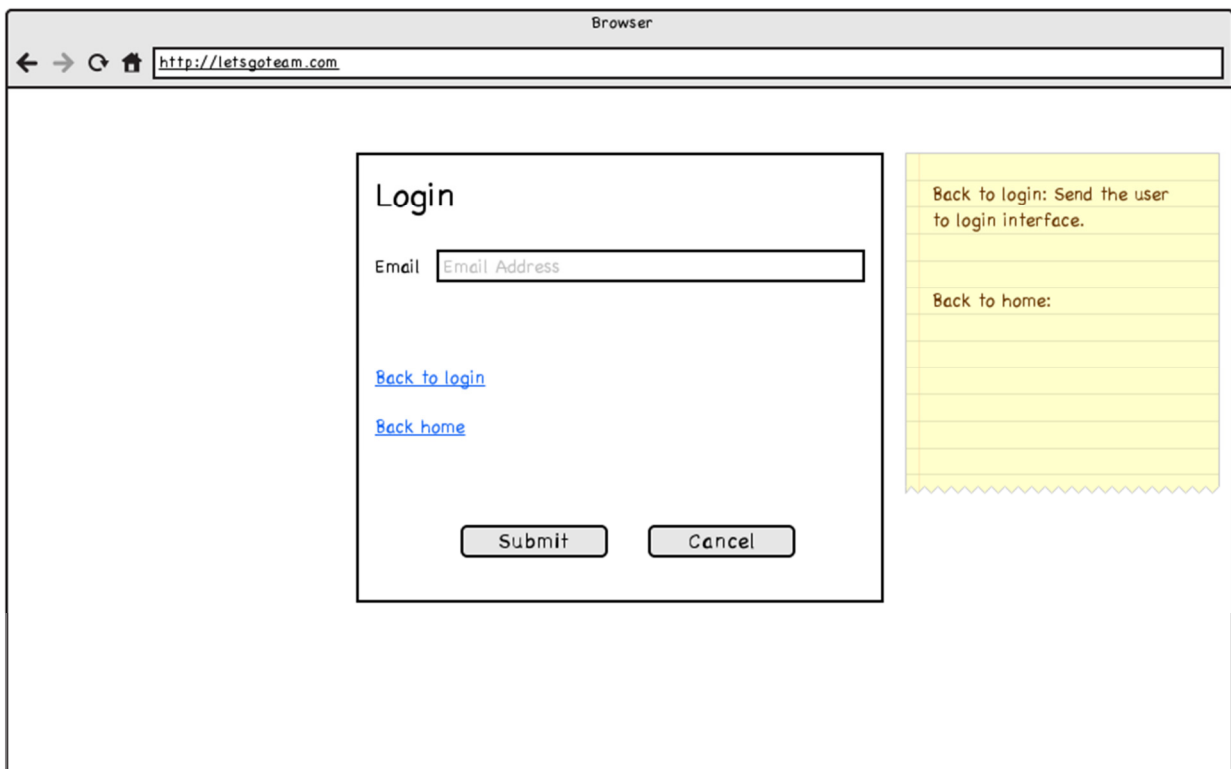 Browser
http://letsgoteam.com
Login
Email Email Address
Back to login
Back home
Submit Cancel
Back to login: Send the user
to login interface.
Back to home: